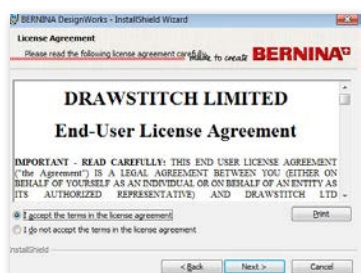 BERNINA DesignWorks - InstallShield Wizard
License Agreement
Please read the following license agreement carefully.
made to create BERNINA
DRAWSTITCH LIMITED
End-User License Agreement
IMPORTANT - READ CAREFULLY: THIS END USER LICENSE AGREEMENT
("the Agreement") IS A LEGAL AGREEMENT BETWEEN YOU (EITHER ON
BEHALF OF YOURSELF AS AN INDIVIDUAL OR ON BEHALF OF AN ENTITY AS
ITS AUTHORIZED REPRESENTATIVE) AND DRAWSTITCH LTD -
I accept the terms in the license agreement
Print
I do not accept the terms in the license agreement
InstallShield
< Back
Next >
Cancel